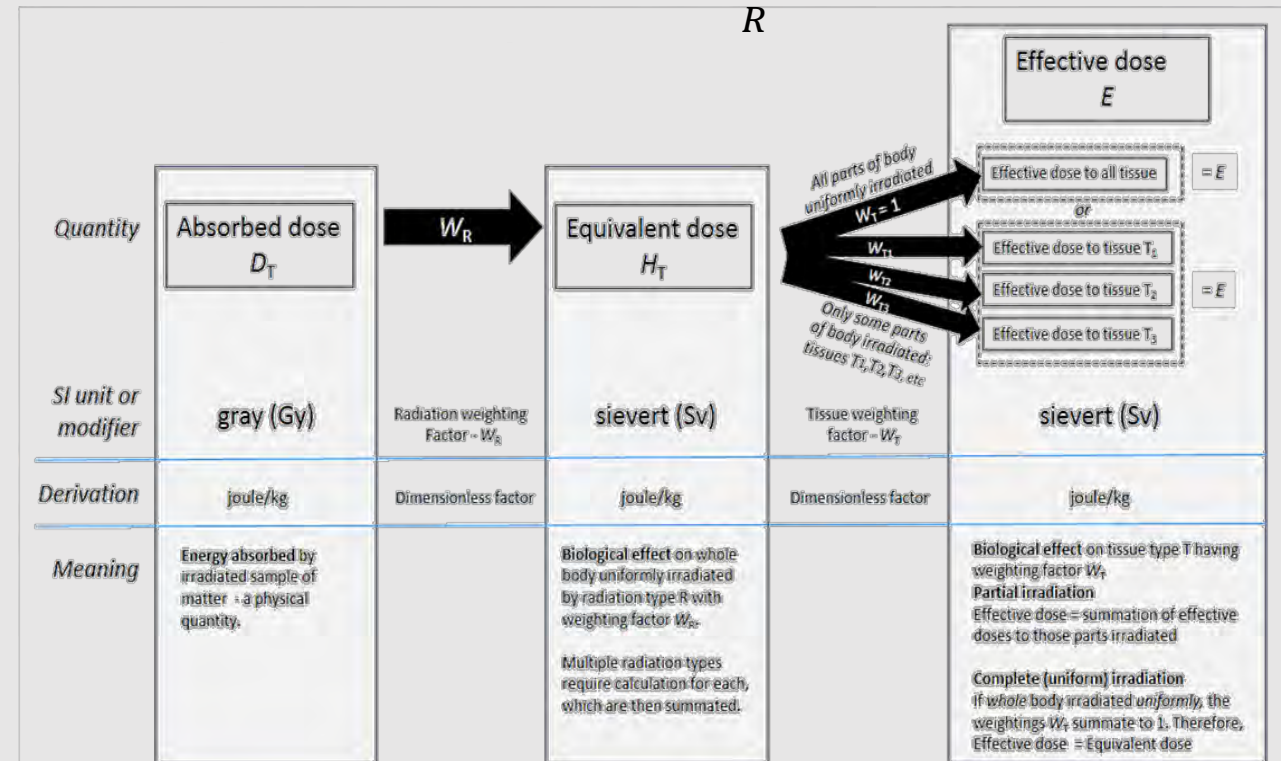 R
Effective dose
E
All parts of body
uniformly irradiated
W_T = 1
Effective dose to all tissue
= E
or
Quantity
Absorbed dose
D_T
W_R
Equivalent dose
H_T
W_T1
Effective dose to tissue T_1
W_T2
Effective dose to tissue T_2
= E
W_T3
Effective dose to tissue T_3
Only some parts
of body irradiated:
tissues T1,T2,T3, etc
SI unit or
modifier
gray (Gy)
Radiation weighting
Factor - W_R
sievert (Sv)
Tissue weighting
factor - W_T
sievert (Sv)
Derivation
joule/kg
Dimensionless factor
joule/kg
Dimensionless factor
joule/kg
Meaning
Energy absorbed by
irradiated sample of
matter - a physical
quantity.
Biological effect on whole
body uniformly irradiated
by radiation type R with
weighting factor W_R.
Multiple radiation types
require calculation for each,
which are then summated.
Biological effect on tissue type T having
weighting factor W_T
Partial irradiation
Effective dose = summation of effective
doses to those parts irradiated
Complete (uniform) irradiation
If whole body irradiated uniformly, the
weightings W_T summate to 1. Therefore,
Effective dose = Equivalent dose